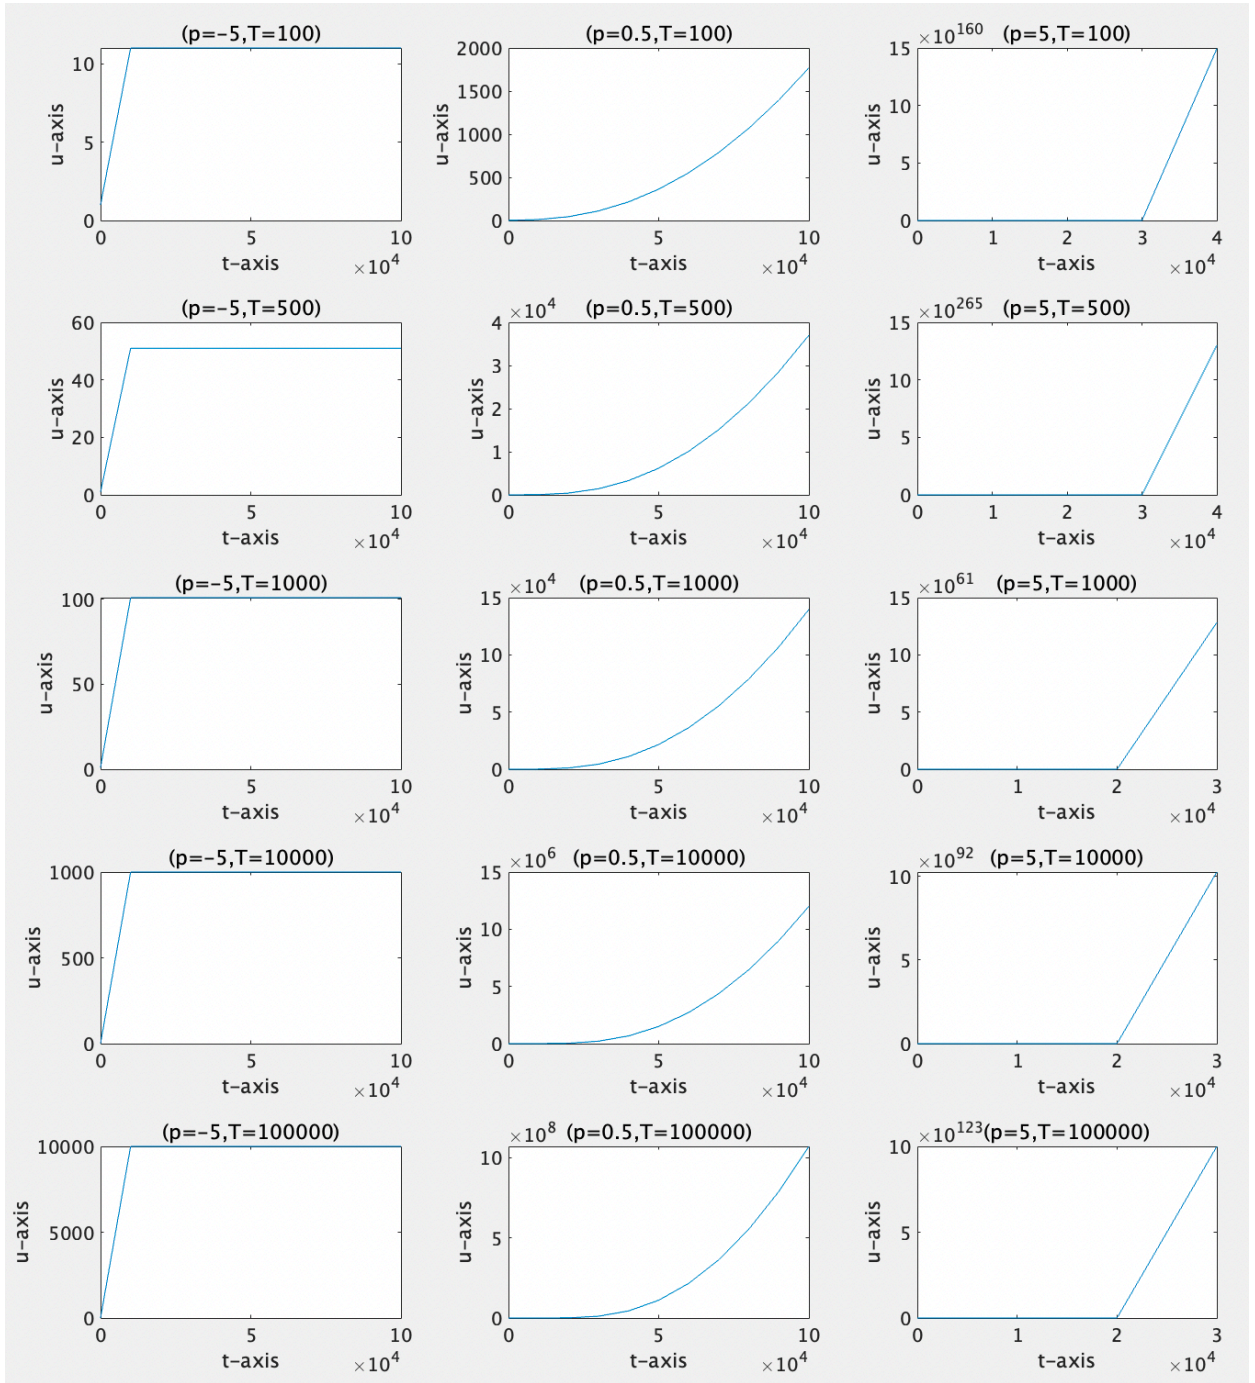 (p=-5,T=100)
10
5
0
u-axis
0 5 10
t-axis ×10^4
(p=0.5,T=100)
2000
1500
1000
500
0
u-axis
0 5 10
t-axis ×10^4
×10^160 (p=5,T=100)
15
10
5
0
u-axis
0 1 2 3 4
t-axis ×10^4
(p=-5,T=500)
60
40
20
0
u-axis
0 5 10
t-axis ×10^4
×10^4 (p=0.5,T=500)
4
3
2
1
0
u-axis
0 5 10
t-axis ×10^4
×10^265 (p=5,T=500)
15
10
5
0
u-axis
0 1 2 3 4
t-axis ×10^4
(p=-5,T=1000)
100
50
0
u-axis
0 5 10
t-axis ×10^4
×10^4 (p=0.5,T=1000)
15
10
5
0
u-axis
0 5 10
t-axis ×10^4
×10^61 (p=5,T=1000)
15
10
5
0
u-axis
0 1 2 3
t-axis ×10^4
(p=-5,T=10000)
1000
500
0
u-axis
0 5 10
t-axis ×10^4
×10^6 (p=0.5,T=10000)
15
10
5
0
u-axis
0 5 10
t-axis ×10^4
×10^92 (p=5,T=10000)
10
5
0
u-axis
0 1 2 3
t-axis ×10^4
(p=-5,T=100000)
10000
5000
0
u-axis
0 5 10
t-axis ×10^4
×10^8 (p=0.5,T=100000)
10
5
0
u-axis
0 5 10
t-axis ×10^4
×10^123(p=5,T=100000)
10
5
0
u-axis
0 1 2 3
t-axis ×10^4